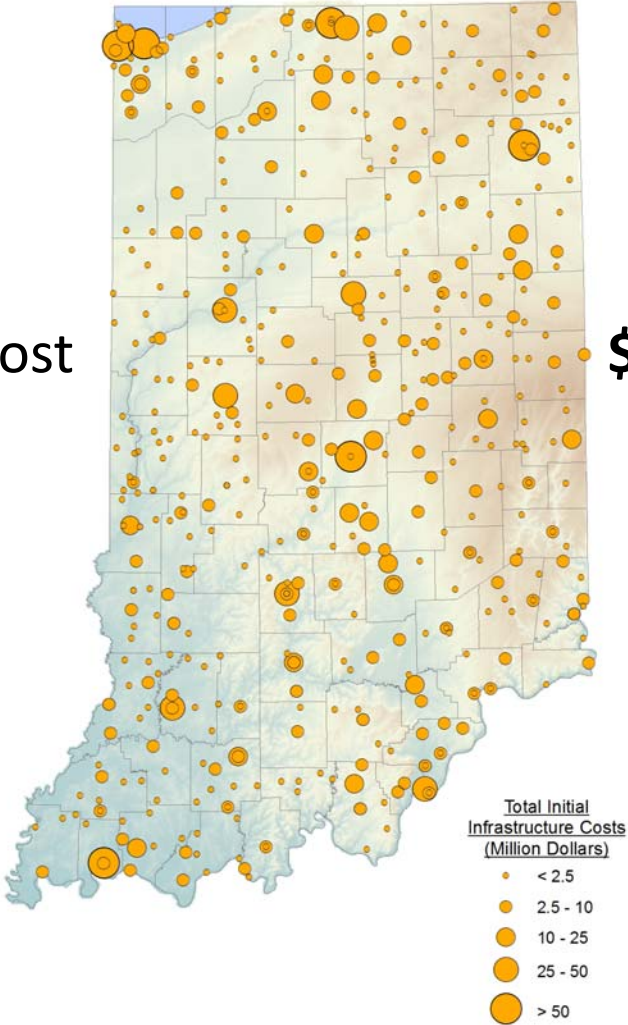 ost
$
Total Initial
Infrastructure Costs
(Million Dollars)
< 2.5
2.5 - 10
10 - 25
25 - 50
> 50